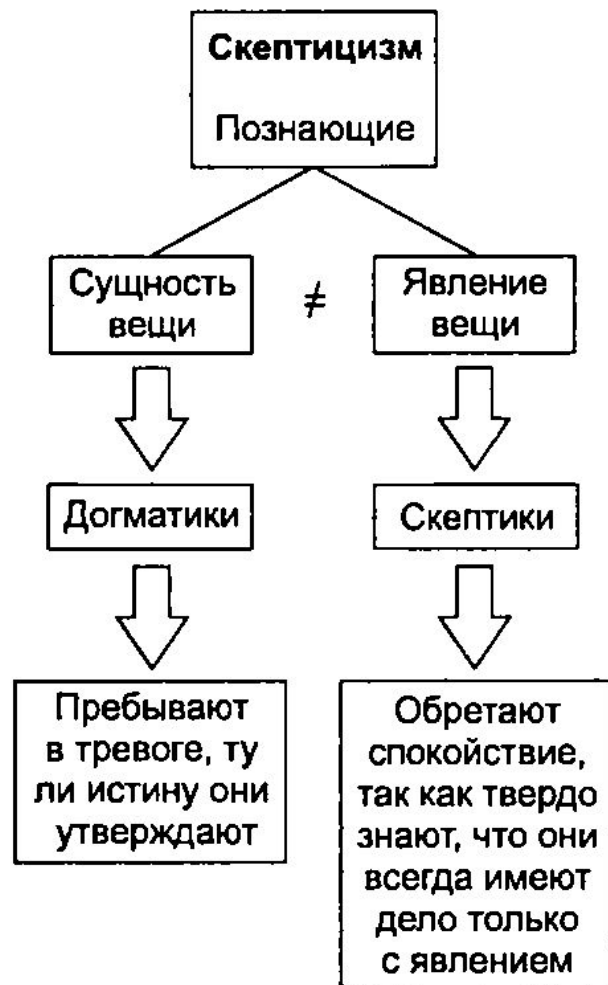 Скептицизм
Познающие
Сущность
вещи
≠
Явление
вещи
Догматики
Скептики
Пребывают
в тревоге, ту
ли истину они
утверждают
Обретают
спокойствие,
так как твердо
знают, что они
всегда имеют
дело только
с явлением